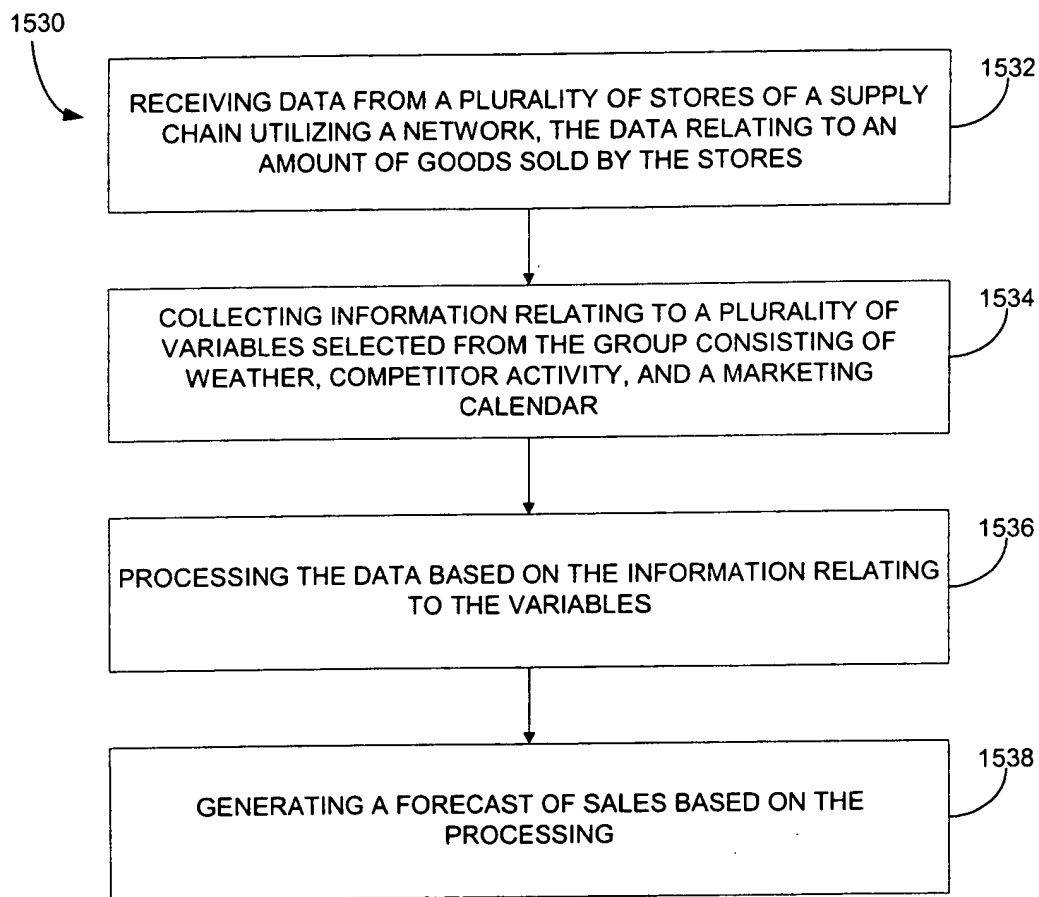 1530
1532
RECEIVING DATA FROM A PLURALITY OF STORES OF A SUPPLY
CHAIN UTILIZING A NETWORK, THE DATA RELATING TO AN
AMOUNT OF GOODS SOLD BY THE STORES
1534
COLLECTING INFORMATION RELATING TO A PLURALITY OF
VARIABLES SELECTED FROM THE GROUP CONSISTING OF
WEATHER, COMPETITOR ACTIVITY, AND A MARKETING
CALENDAR
1536
PROCESSING THE DATA BASED ON THE INFORMATION RELATING
TO THE VARIABLES
1538
GENERATING A FORECAST OF SALES BASED ON THE
PROCESSING